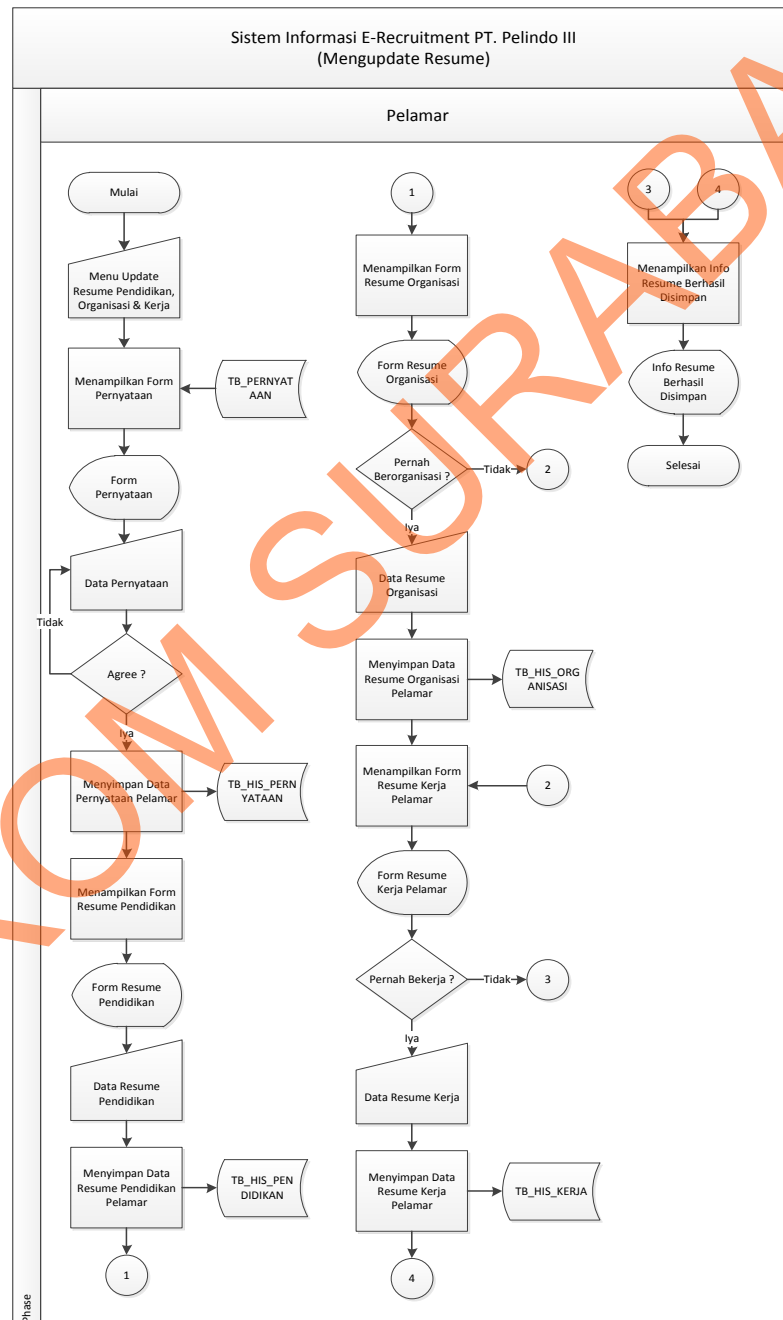 Sistem Informasi E-Recruitment PT. Pelindo III
(Mengupdate Resume)
Pelamar
Mulai
Menu Update
Resume Pendidikan,
Organisasi & Kerja
Menampilkan Form
Pernyataan
TB_PERNYAT
AAN
Form
Pernyataan
Data Pernyataan
Tidak
Agree ?
Iya
Menyimpan Data
Pernyataan Pelamar
TB_HIS_PERN
YATAAN
Menampilkan Form
Resume Pendidikan
Form Resume
Pendidikan
Data Resume
Pendidikan
Menyimpan Data
Resume Pendidikan
Pelamar
TB_HIS_PEN
DIDIKAN
1
1
Menampilkan Form
Resume Organisasi
Form Resume
Organisasi
Pernah
Berorganisasi ?
Tidak
2
Iya
Data Resume
Organisasi
Menyimpan Data
Resume Organisasi
Pelamar
TB_HIS_ORG
ANISASI
Menampilkan Form
Resume Kerja
Pelamar
2
Form Resume
Kerja Pelamar
Pernah Bekerja ?
Tidak
3
Iya
Data Resume Kerja
Menyimpan Data
Resume Kerja
Pelamar
TB_HIS_KERJA
4
3
4
Menampilkan Info
Resume Berhasil
Disimpan
Info Resume
Berhasil
Disimpan
Selesai
Phase
OM SURABA